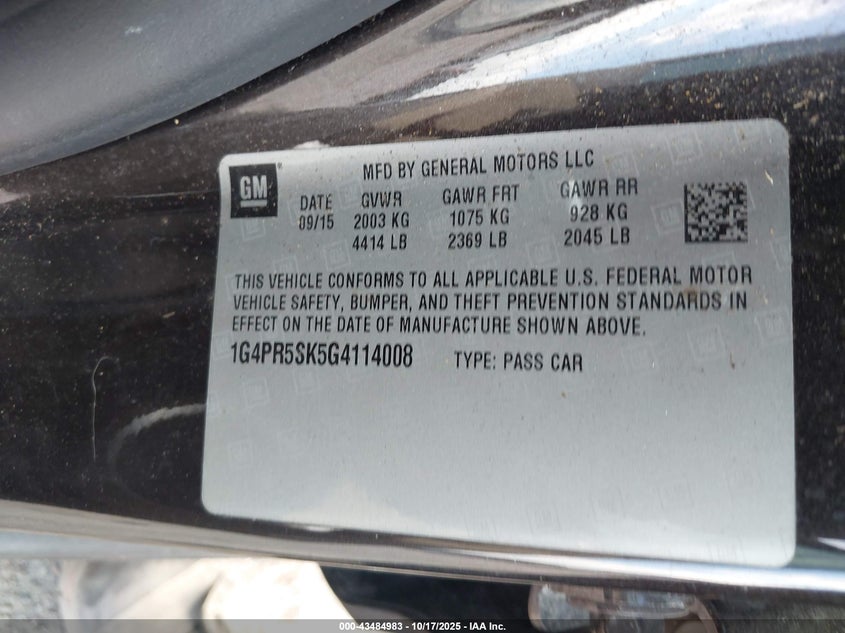 GM ®
MFD BY GENERAL MOTORS LLC
DATE GVWR GAWR FRT GAWR RR
09/15 2003 KG 1075 KG 928 KG
4414 LB 2369 LB 2045 LB
THIS VEHICLE CONFORMS TO ALL APPLICABLE U.S. FEDERAL MOTOR
VEHICLE SAFETY, BUMPER, AND THEFT PREVENTION STANDARDS IN
EFFECT ON THE DATE OF MANUFACTURE SHOWN ABOVE.
1G4PR5SK5G4114008 TYPE: PASS CAR
000-43484983 - 10/17/2025 - IAA Inc.